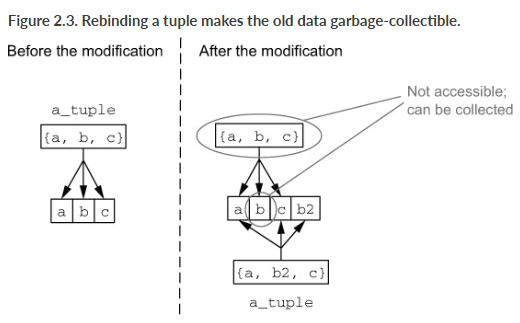 Figure 2.3. Rebinding a tuple makes the old data garbage-collectible.
Before the modification
After the modification
Not accessible;
can be collected
a_tuple
{a, b, c}
{a, b, c}
a b c
a b c b2
{a, b2, c}
a_tuple